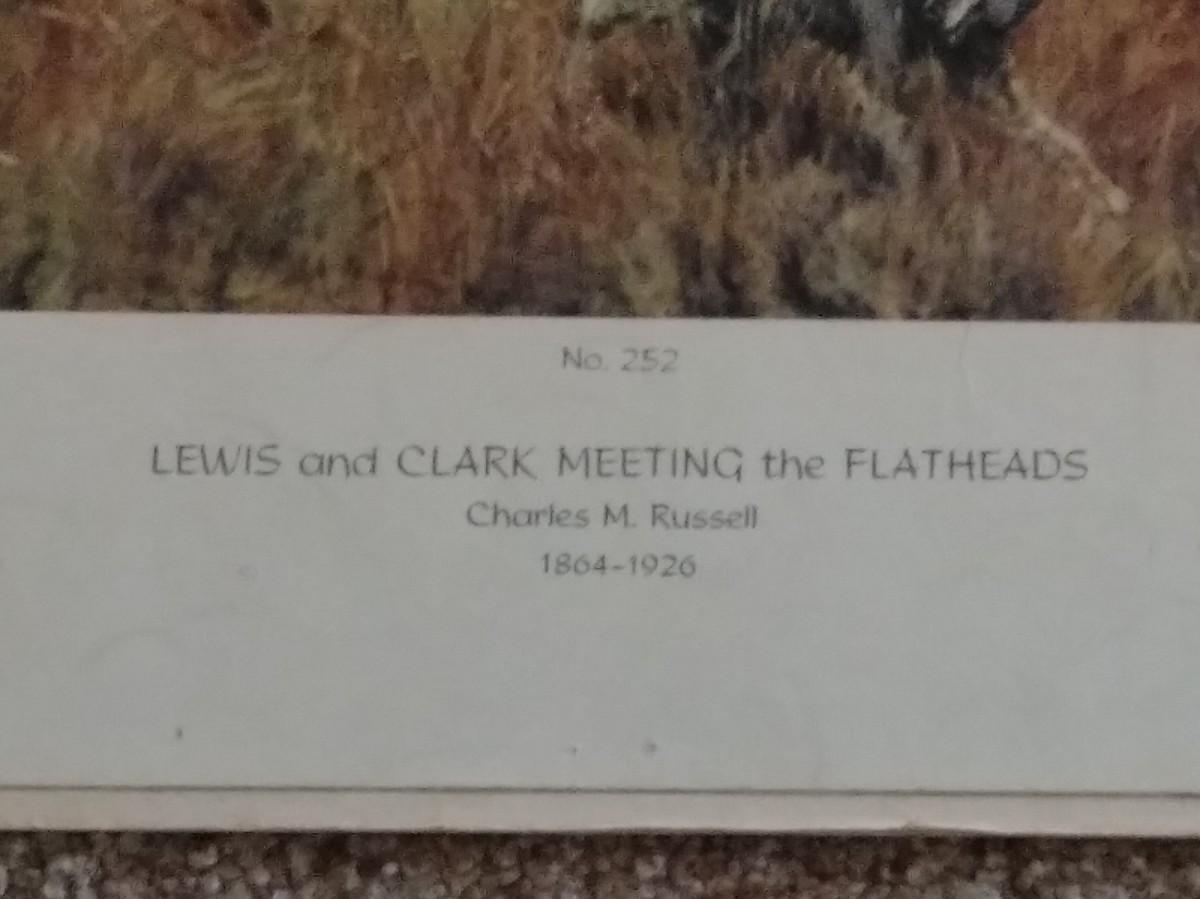 No. 252
LEWIS and CLARK MEETING the FLATHEADS
Charles M. Russell
1864-1926